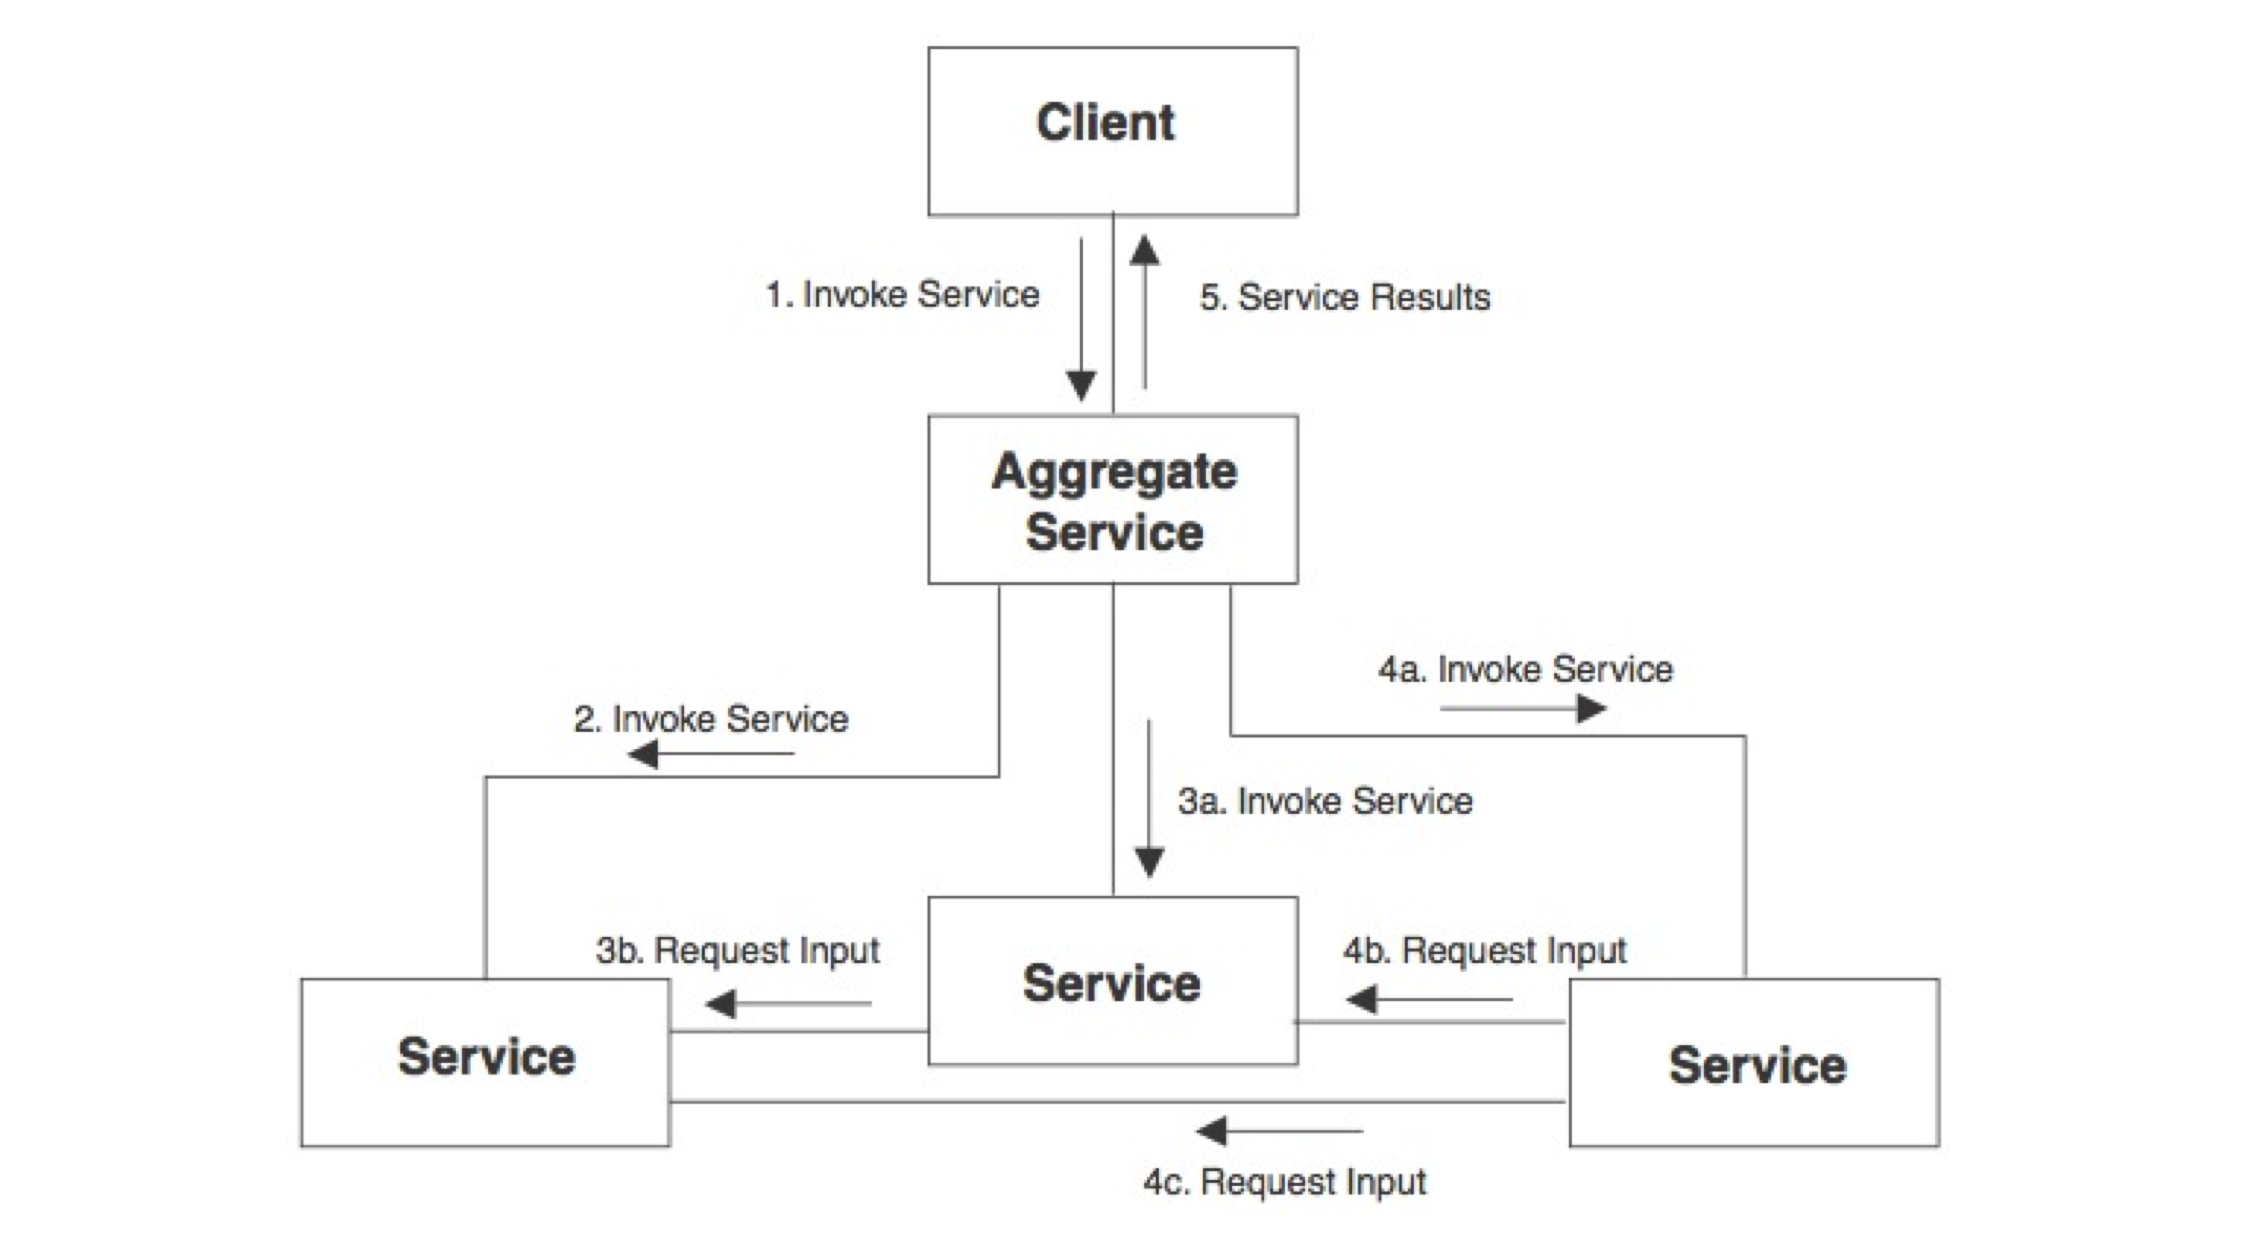 Client
1. Invoke Service
5. Service Results
Aggregate
Service
4a. Invoke Service
2. Invoke Service
3a. Invoke Service
3b. Request Input
4b. Request Input
Service
Service
Service
4c. Request Input